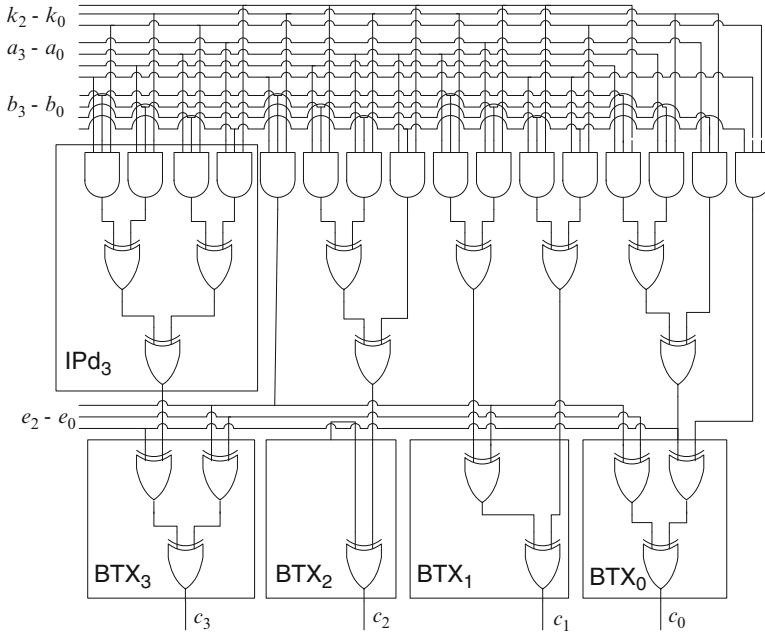 k₂ - k₀
a₃ - a₀
b₃ - b₀
IPd₃
e₂ - e₀
BTX₃
BTX₂
BTX₁
BTX₀
c₃
c₂
c₁
c₀